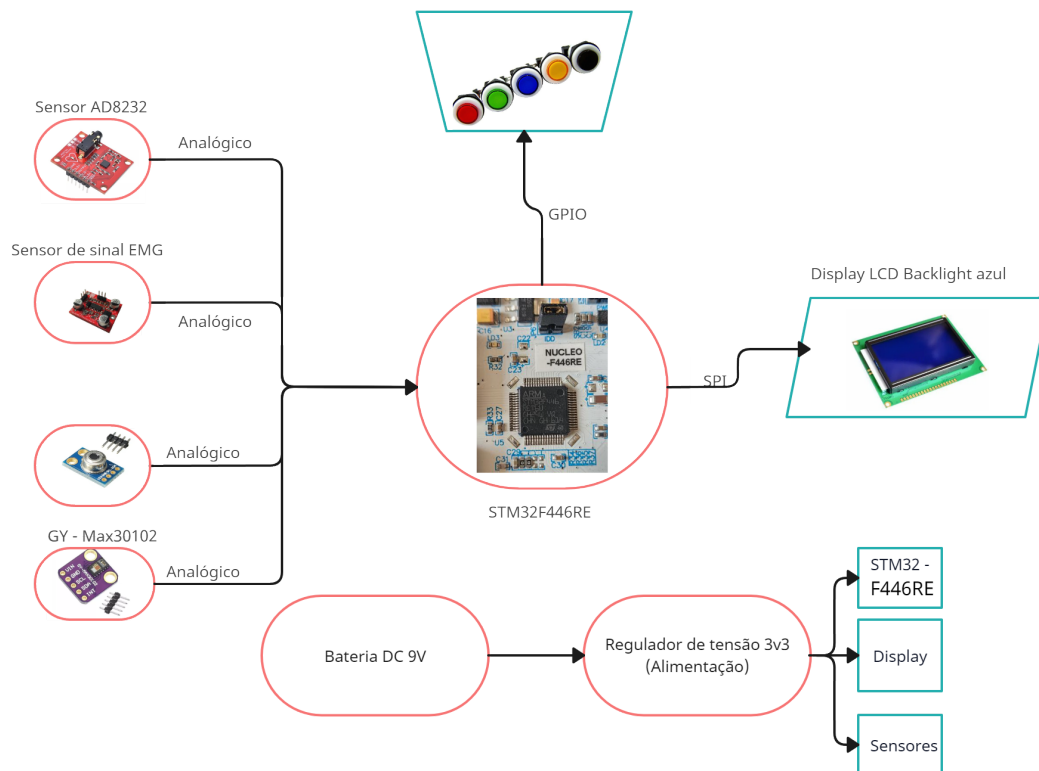 Sensor AD8232
Analógico
Sensor de sinal EMG
Analógico
Analógico
GY - Max30102
Analógico
GPIO
NUCLEO
-F446RE
STM32F446RE
SPI
Display LCD Backlight azul
Bateria DC 9V
Regulador de tensão 3v3
(Alimentação)
STM32 -
F446RE
Display
Sensores